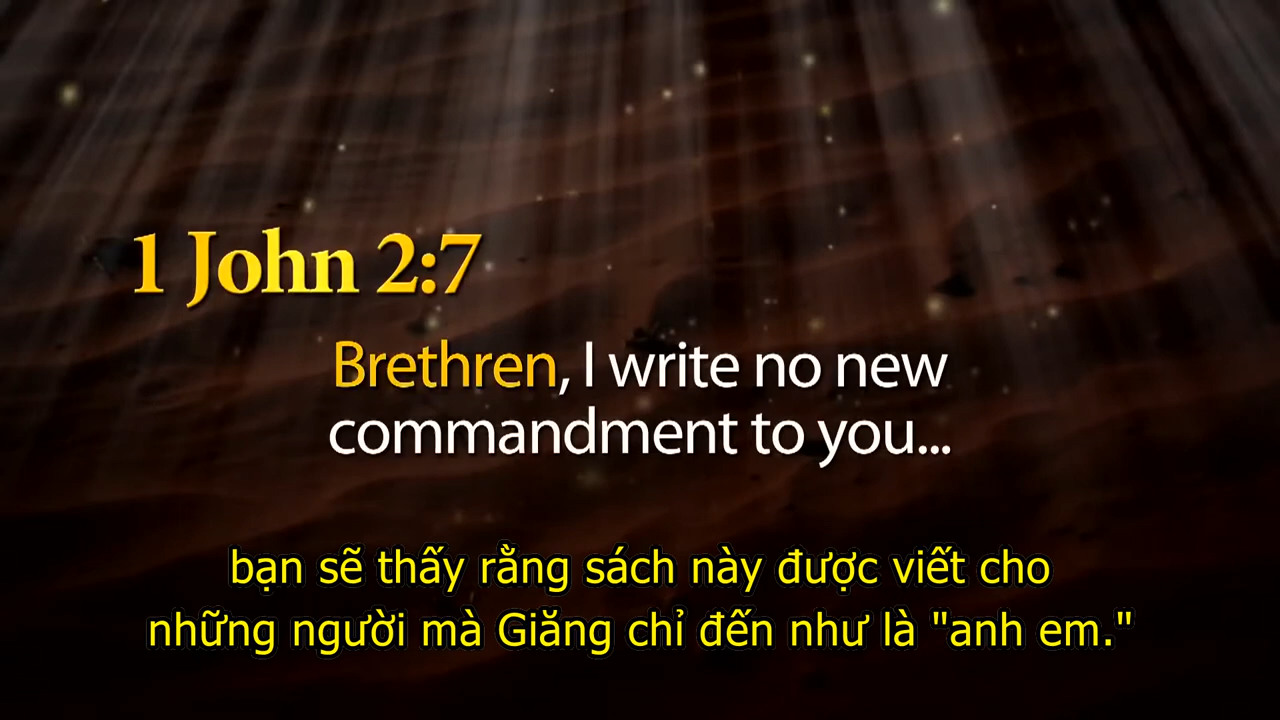 1 John 2:7
Brethren, I write no new
commandment to you...
bạn sẽ thấy rằng sách này được viết cho
những người mà Giăng chỉ đến như là "anh em."